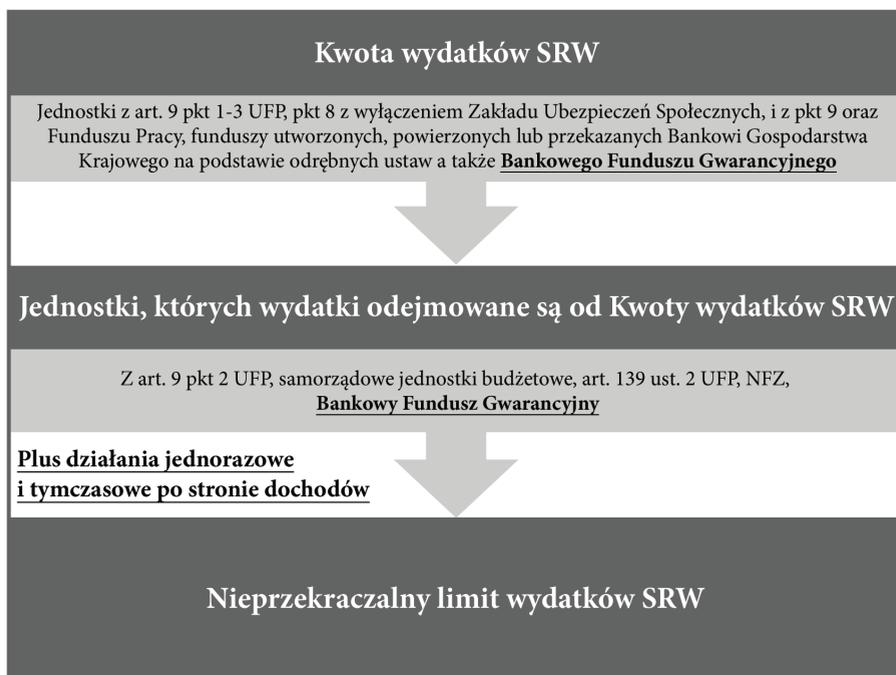 Kwota wydatków SRW
Jednostki z art. 9 pkt 1-3 UFP, pkt 8 z wyłączeniem Zakładu Ubezpieczeń Społecznych, i z pkt 9 oraz
Funduszu Pracy, funduszy utworzonych, powierzonych lub przekazanych Bankowi Gospodarstwa
Krajowego na podstawie odrębnych ustaw a także Bankowego Funduszu Gwarancyjnego
Jednostki, których wydatki odejmowane są od Kwoty wydatków SRW
Z art. 9 pkt 2 UFP, samorządowe jednostki budżetowe, art. 139 ust. 2 UFP, NFZ,
Bankowy Fundusz Gwarancyjny
Plus działania jednorazowe
i tymczasowe po stronie dochodów
Nieprzekraczalny limit wydatków SRW